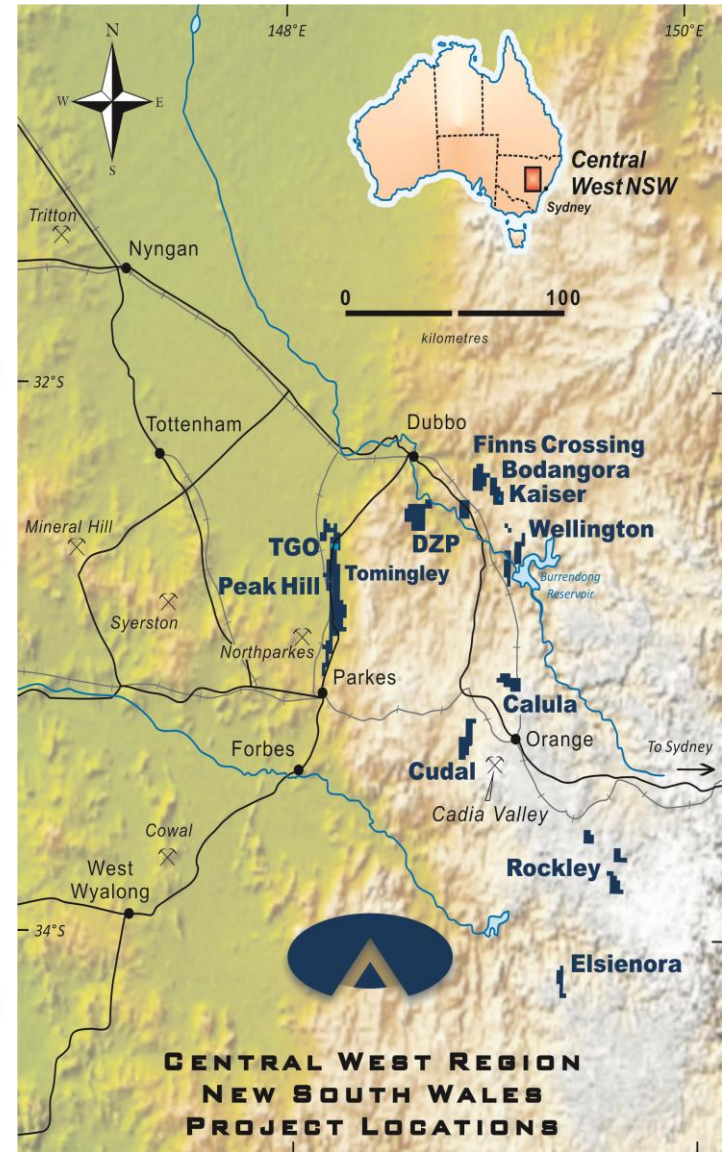 148°E
150°E
N
W
E
S
Central
West NSW
Sydney
Tritton
Nyngan
0
100
kilometres
32°S
Tottenham
Dubbo
Finns Crossing
Bodangora
Kaiser
Mineral Hill
TGO
DZP
Wellington
Peak Hill
Tomingley
Burrendong
Reservoir
Syerston
Northparkes
Parkes
Calula
Forbes
Orange
To Sydney
Cudal
Cadia Valley
Cowal
West
Wyalong
Rockley
34°S
Elsienora
CENTRAL WEST REGION
NEW SOUTH WALES
PROJECT LOCATIONS